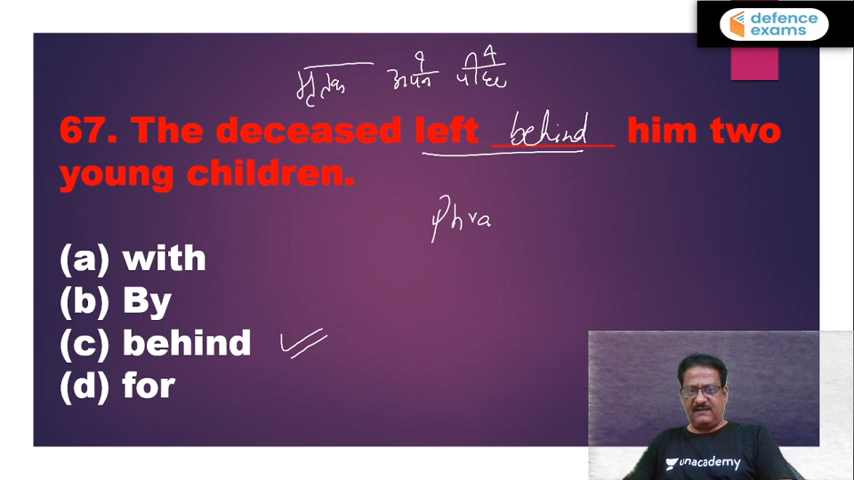 defence
exams
मृतक अपने पीछे
67. The deceased left behind him two
young children.
Phra
(a) with
(b) By
(c) behind
(d) for
unacademy